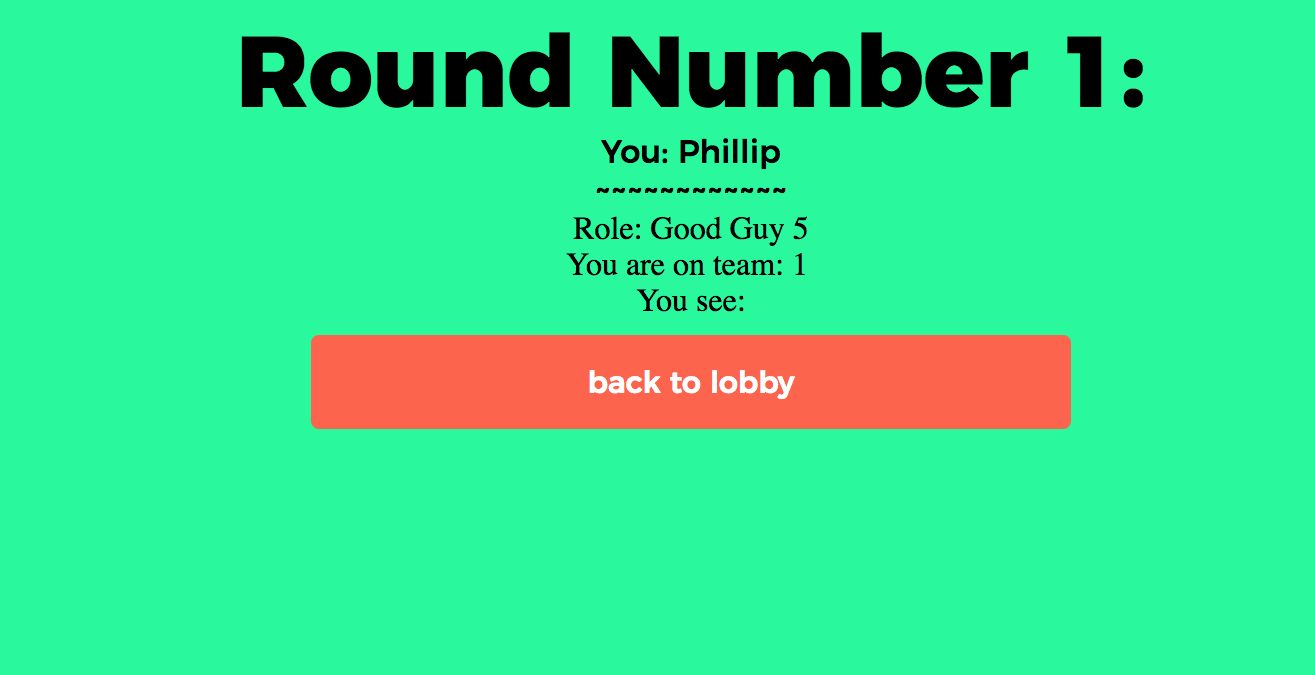 Round Number 1:
You: Phillip
~~~~~~~~~~~~
Role: Good Guy 5
You are on team: 1
You see:
back to lobby